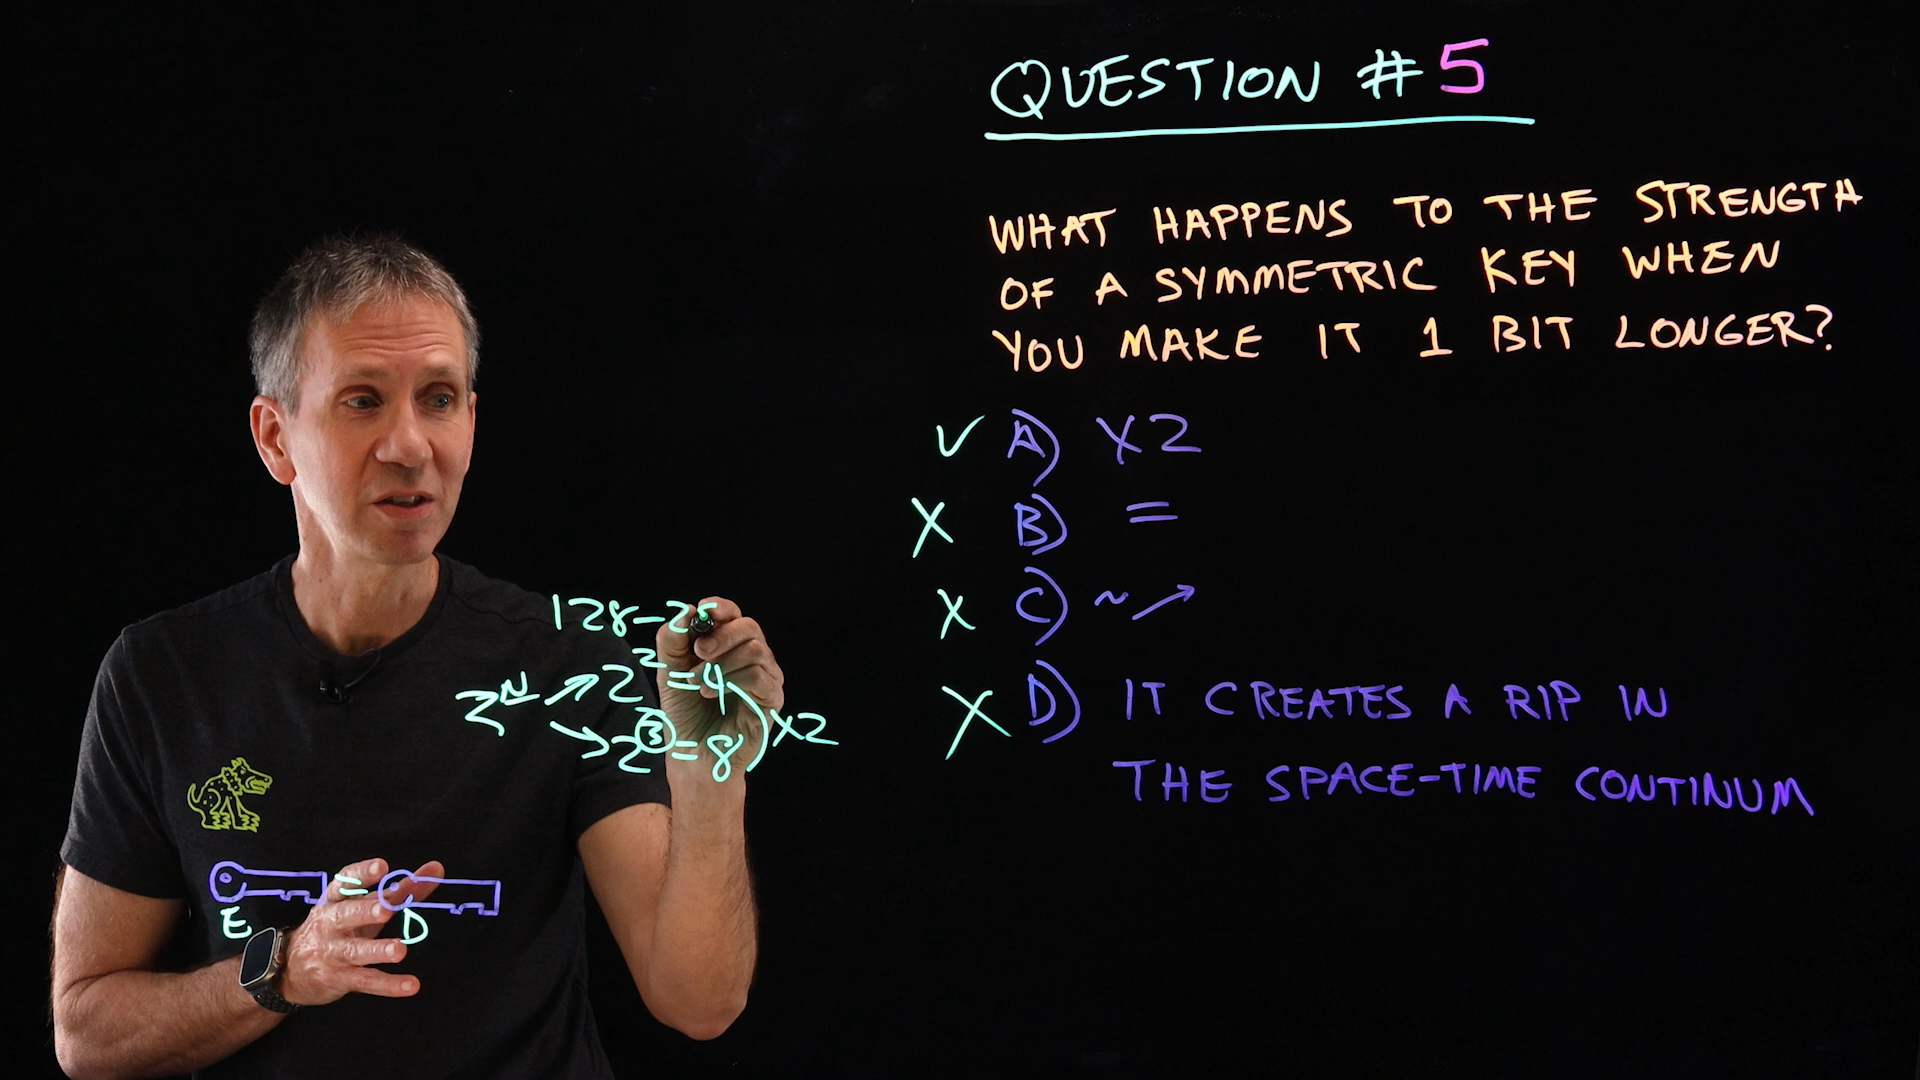 QUESTION #5
WHAT HAPPENS TO THE STRENGTH
OF A SYMMETRIC KEY WHEN
YOU MAKE IT 1 BIT LONGER?
✓ A) X2
X B) =
X C) ~↗
X D) IT CREATES A RIP IN
THE SPACE-TIME CONTINUM
128-25
2^N ↗ 2^2 = 4
↘ 2^3 = 8
X2
=
E D